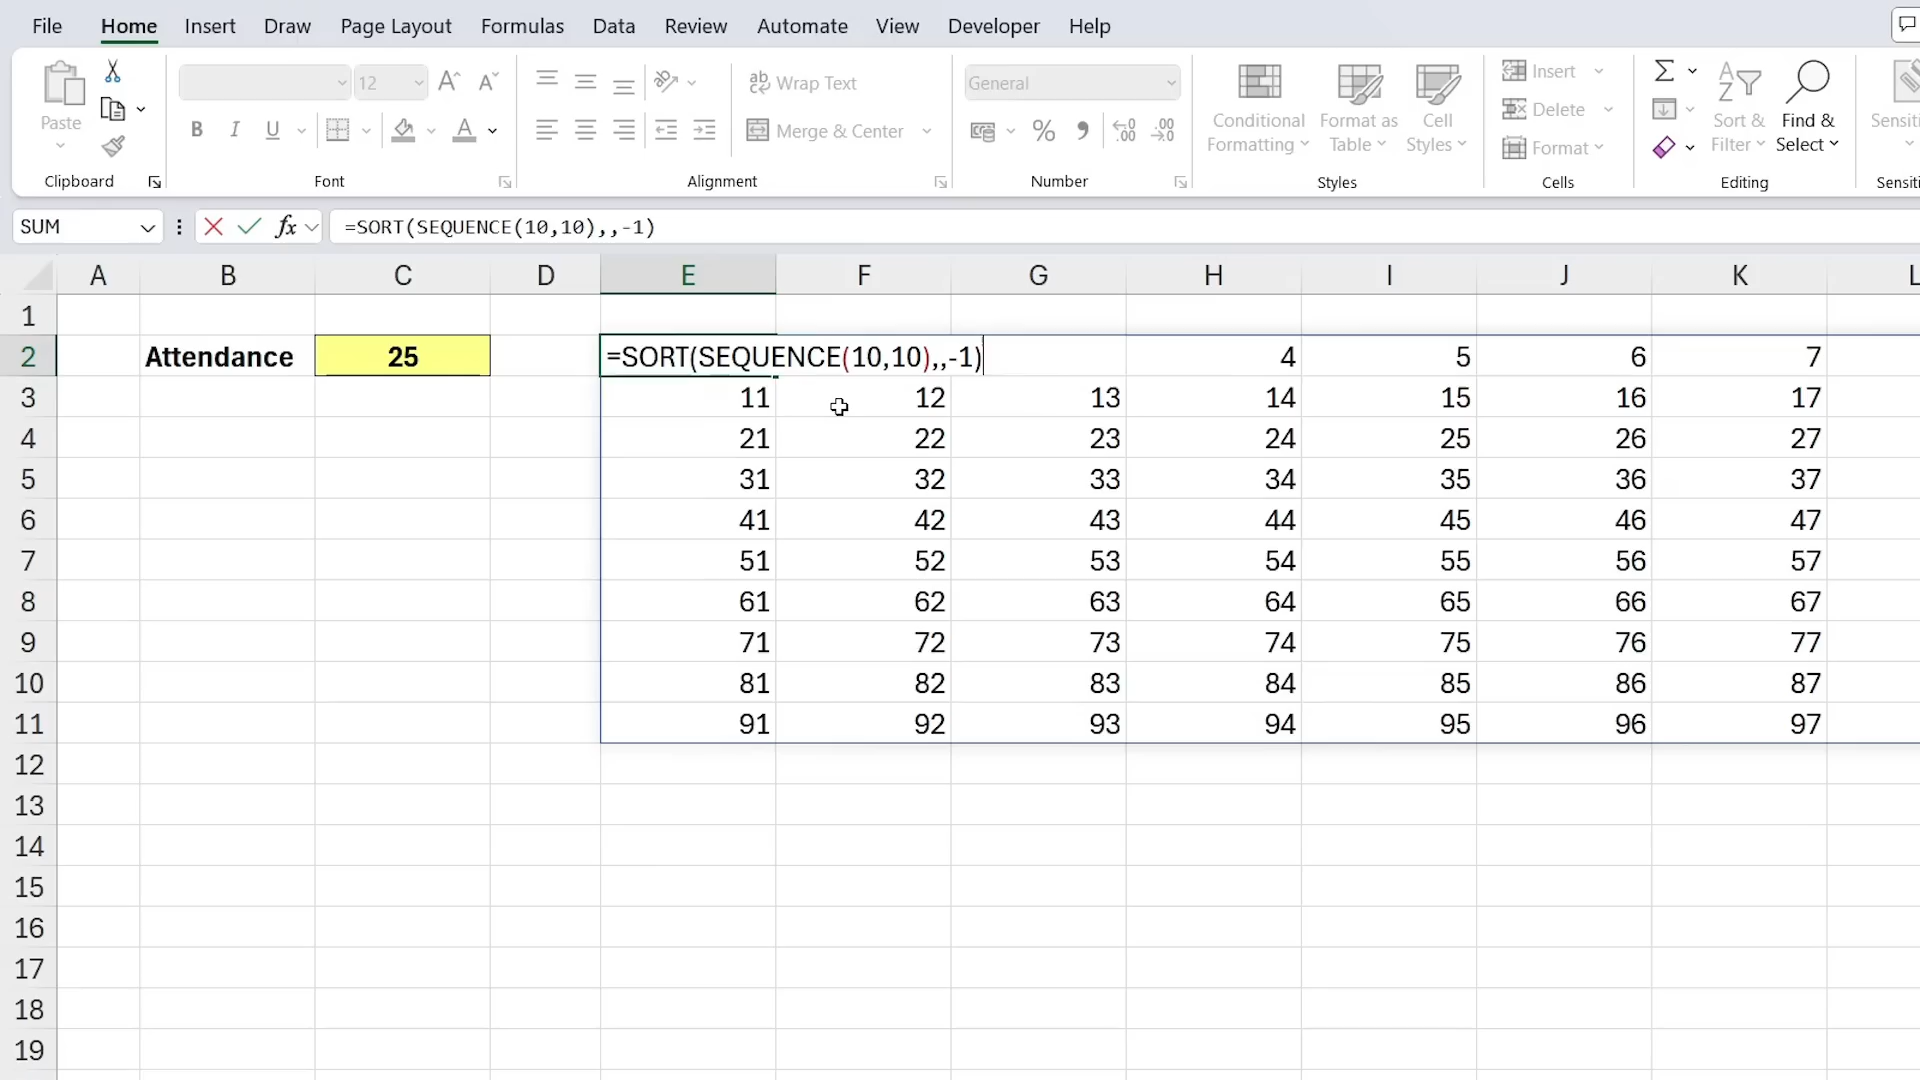 File Home Insert Draw Page Layout Formulas Data Review Automate View Developer Help
Paste
12 A^ A˅
ab Wrap Text
General
Insert
Delete
Format
B I U A
Merge & Center
% , .00 .00
Conditional Formatting
Format as Table
Cell Styles
Sort & Filter
Find & Select
Sensiti
Clipboard Font Alignment Number Styles Cells Editing Sensiti
SUM fx =SORT(SEQUENCE(10,10),,-1)
A B C D E F G H I J K L
1
2 Attendance 25 =SORT(SEQUENCE(10,10),,-1) 4 5 6 7
3 11 12 13 14 15 16 17
4 21 22 23 24 25 26 27
5 31 32 33 34 35 36 37
6 41 42 43 44 45 46 47
7 51 52 53 54 55 56 57
8 61 62 63 64 65 66 67
9 71 72 73 74 75 76 77
10 81 82 83 84 85 86 87
11 91 92 93 94 95 96 97
12
13
14
15
16
17
18
19